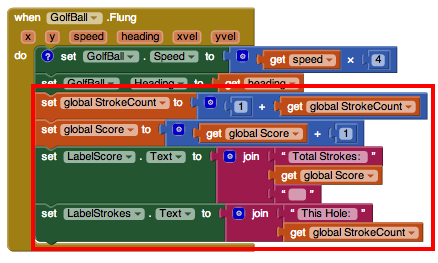 when GolfBall .Flung
x y speed heading xvel yvel
do ? set GolfBall . Speed to get speed × 4
set GolfBall . Heading to get heading
set global StrokeCount to 1 + get global StrokeCount
set global Score to get global Score + 1
set LabelScore . Text to join " Total Strokes: "
get global Score
" "
set LabelStrokes . Text to join " This Hole: "
get global StrokeCount